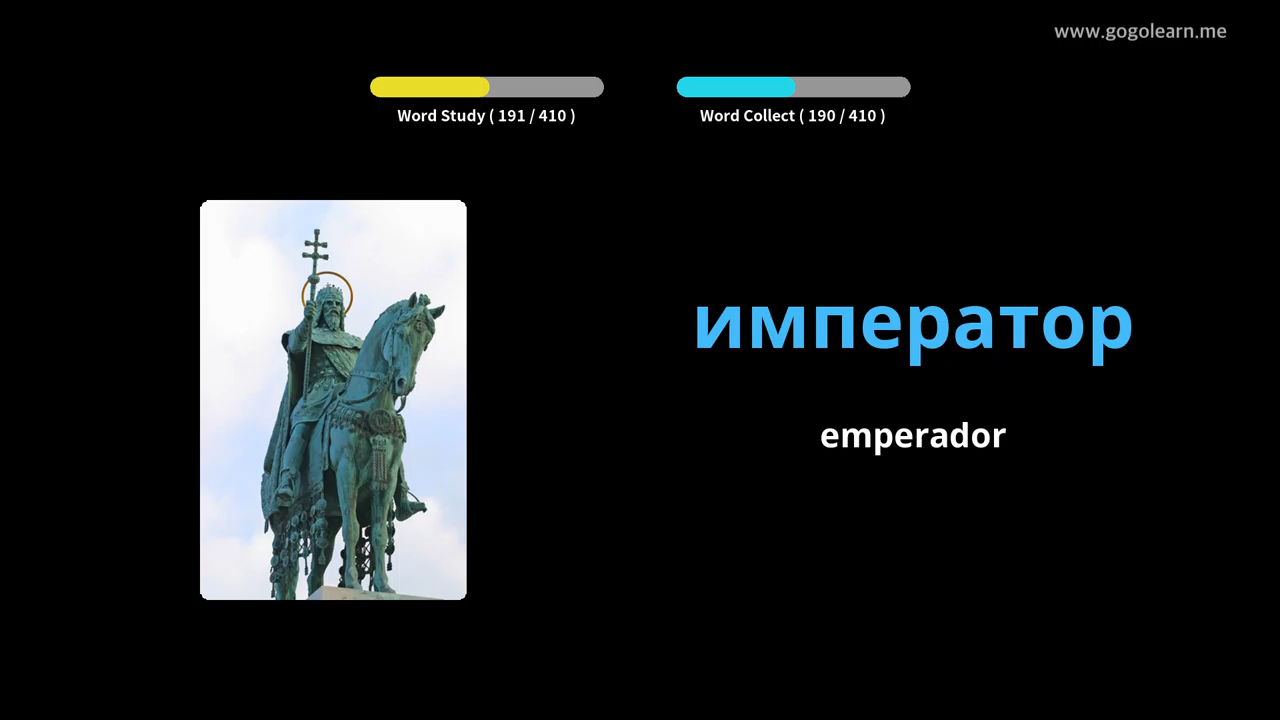 www.gogolearn.me
Word Study ( 191 / 410 )
Word Collect ( 190 / 410 )
император
emperador